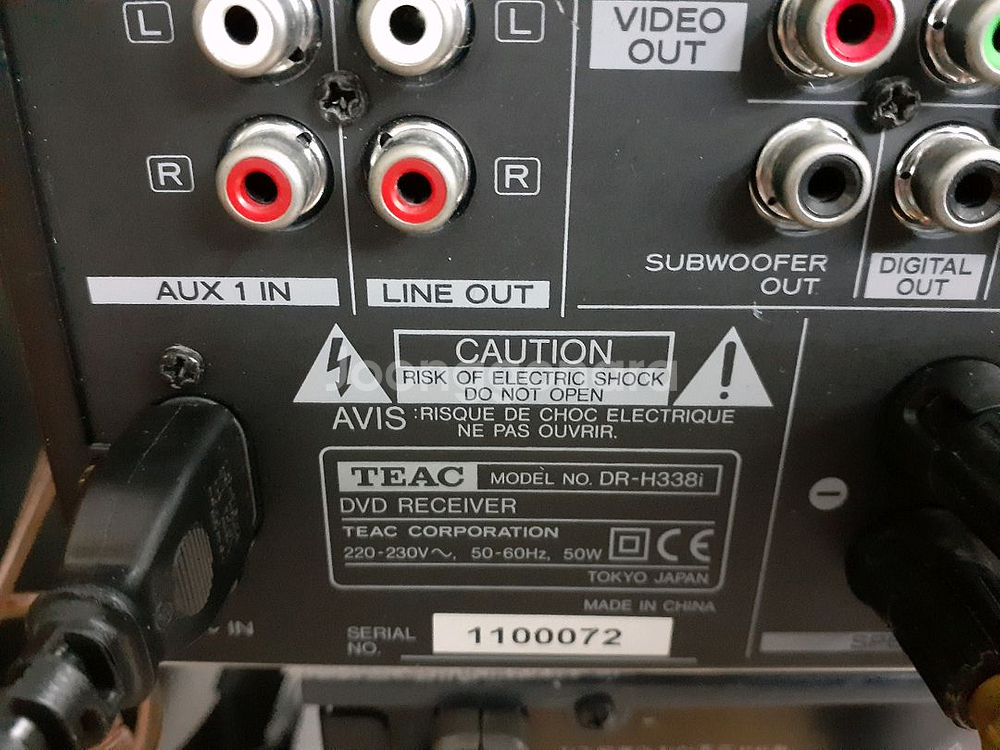 L
L
VIDEO
OUT
R
R
SUBWOOFER
OUT
DIGITAL
OUT
AUX 1 IN
LINE OUT
CAUTION
RISK OF ELECTRIC SHOCK
DO NOT OPEN
AVIS :RISQUE DE CHOC ELECTRIQUE
NE PAS OUVRIR.
TEAC MODEL NO. DR-H338i
DVD RECEIVER
TEAC CORPORATION
220-230V~, 50-60Hz, 50W CE
TOKYO JAPAN
MADE IN CHINA
IN
SERIAL
NO.
1100072